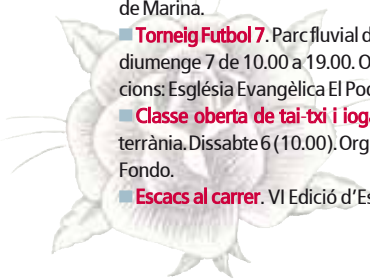 de Marina.
Torneig Futbol 7. Parc fluvial d
diumenge 7 de 10.00 a 19.00. O
cions: Església Evangèlica El Poc
Classe oberta de tai-txi i ioga
terrània. Dissabte 6 (10.00). Org
Fondo.
Escacs al carrer. VI Edició d'Es